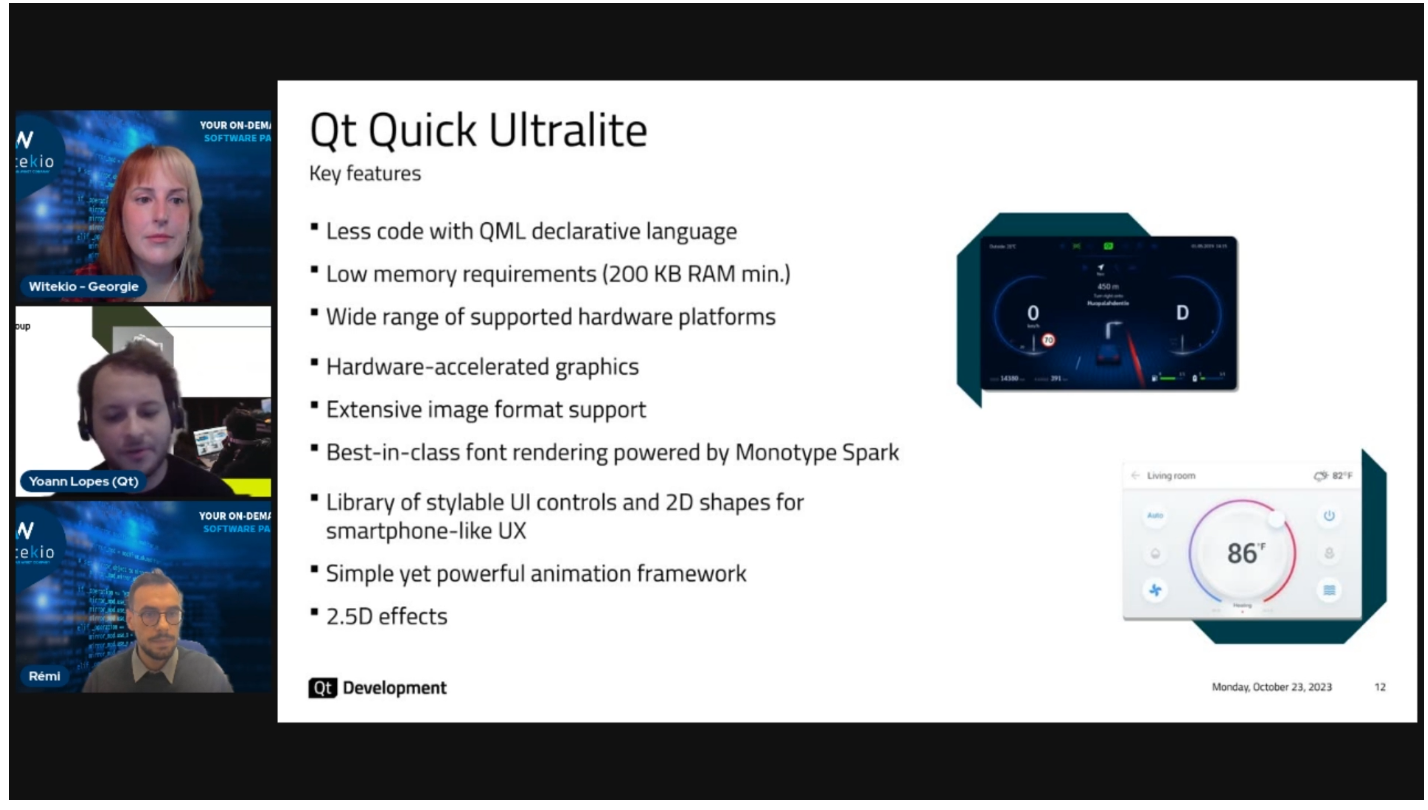 W
tekio
YOUR ON-DEMA
SOFTWARE PA
Witekio - Georgie
oup
Yoann Lopes (Qt)
W
tekio
YOUR ON-DEMA
SOFTWARE PA
Rémi
Qt Quick Ultralite
Key features
▪ Less code with QML declarative language
▪ Low memory requirements (200 KB RAM min.)
▪ Wide range of supported hardware platforms
▪ Hardware-accelerated graphics
▪ Extensive image format support
▪ Best-in-class font rendering powered by Monotype Spark
▪ Library of stylable UI controls and 2D shapes for
smartphone-like UX
▪ Simple yet powerful animation framework
▪ 2.5D effects
450 m
0
km/h
70
D
14380
391
Living room
82°F
Auto
86°F
Heating
Qt Development
Monday, October 23, 2023
12